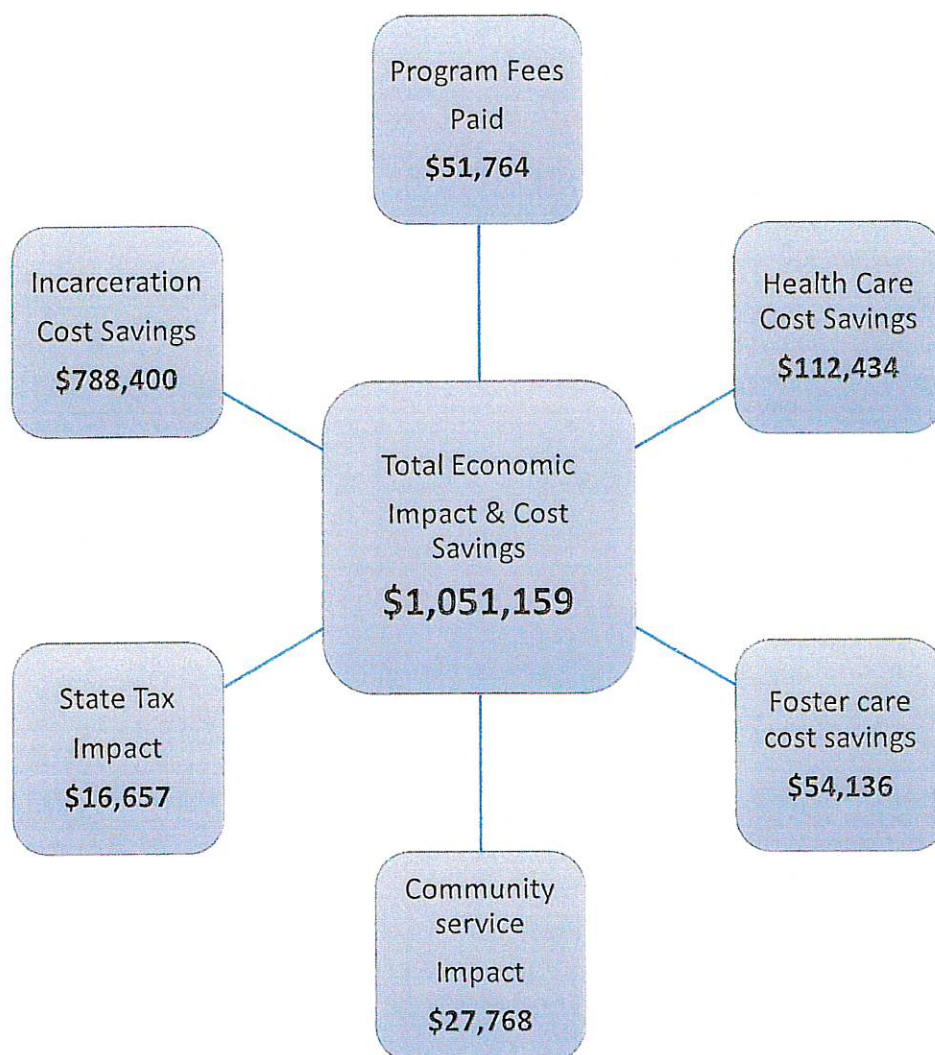 Program Fees
Paid
$51,764
Incarceration
Cost Savings
$788,400
Health Care
Cost Savings
$112,434
Total Economic
Impact & Cost
Savings
$1,051,159
State Tax
Impact
$16,657
Foster care
cost savings
$54,136
Community
service
Impact
$27,768